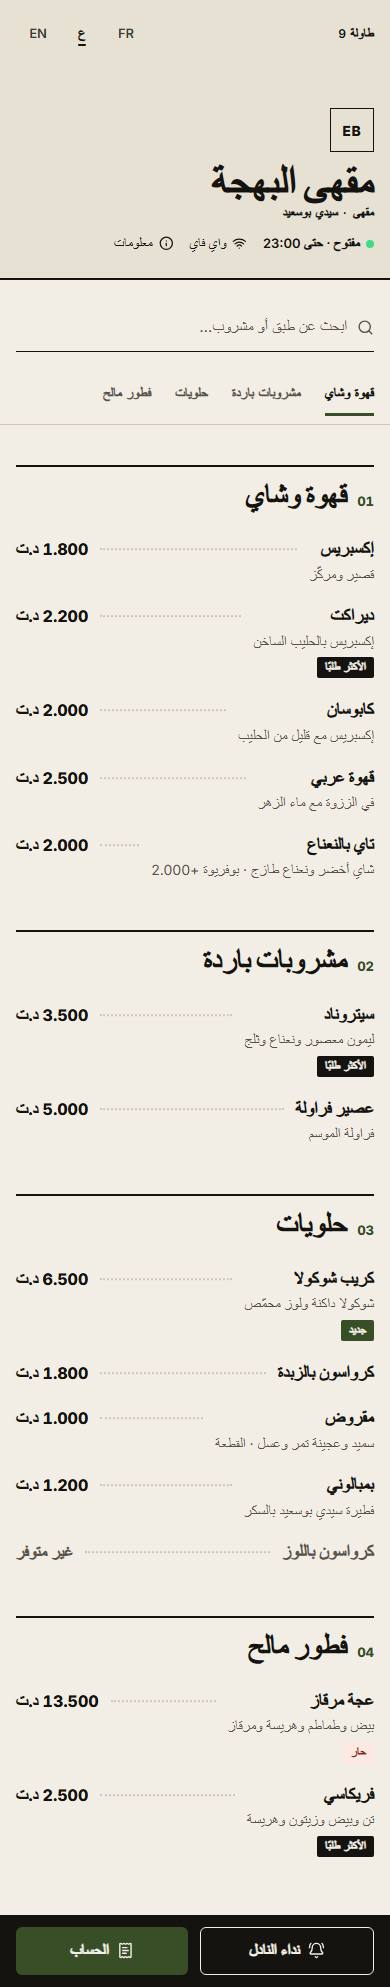 طاولة 9
FR
ع
EN
EB
مقهى البهجة
مقهى · سيدي بوسعيد
مفتوح · حتى 23:00
واي فاي
معلومات
ابحث عن طبق أو مشروب...
قهوة وشاي
مشروبات باردة
حلويات
فطور مالح
01 قهوة وشاي
إكسبريس 1.800 د.ت
قصير ومركّز
ديراكت 2.200 د.ت
إكسبريس بالحليب الساخن
الأكثر طلبًا
كابوسان 2.000 د.ت
إكسبريس مع قليل من الحليب
قهوة عربي 2.500 د.ت
في الززوة مع ماء الزهر
تاي بالنعناع 2.000 د.ت
شاي أخضر ونعناع طازج · بوفريوة +2.000
02 مشروبات باردة
سيتروناد 3.500 د.ت
ليمون معصور ونعناع وثلج
الأكثر طلبًا
عصير فراولة 5.000 د.ت
فراولة الموسم
03 حلويات
كريب شوكولا 6.500 د.ت
شوكولا داكنة ولوز محمّص
جديد
كرواسون بالزبدة 1.800 د.ت
مقروض 1.000 د.ت
سميد وعجينة تمر وعسل · القطعة
بمبالوني 1.200 د.ت
فطيرة سيدي بوسعيد بالسكر
كرواسون باللوز غير متوفر
04 فطور مالح
عجة مرقاز 13.500 د.ت
بيض وطماطم وهريسة ومرقاز
حار
فريكاسي 2.500 د.ت
تن وبيض وزيتون وهريسة
الأكثر طلبًا
نداء النادل
الحساب